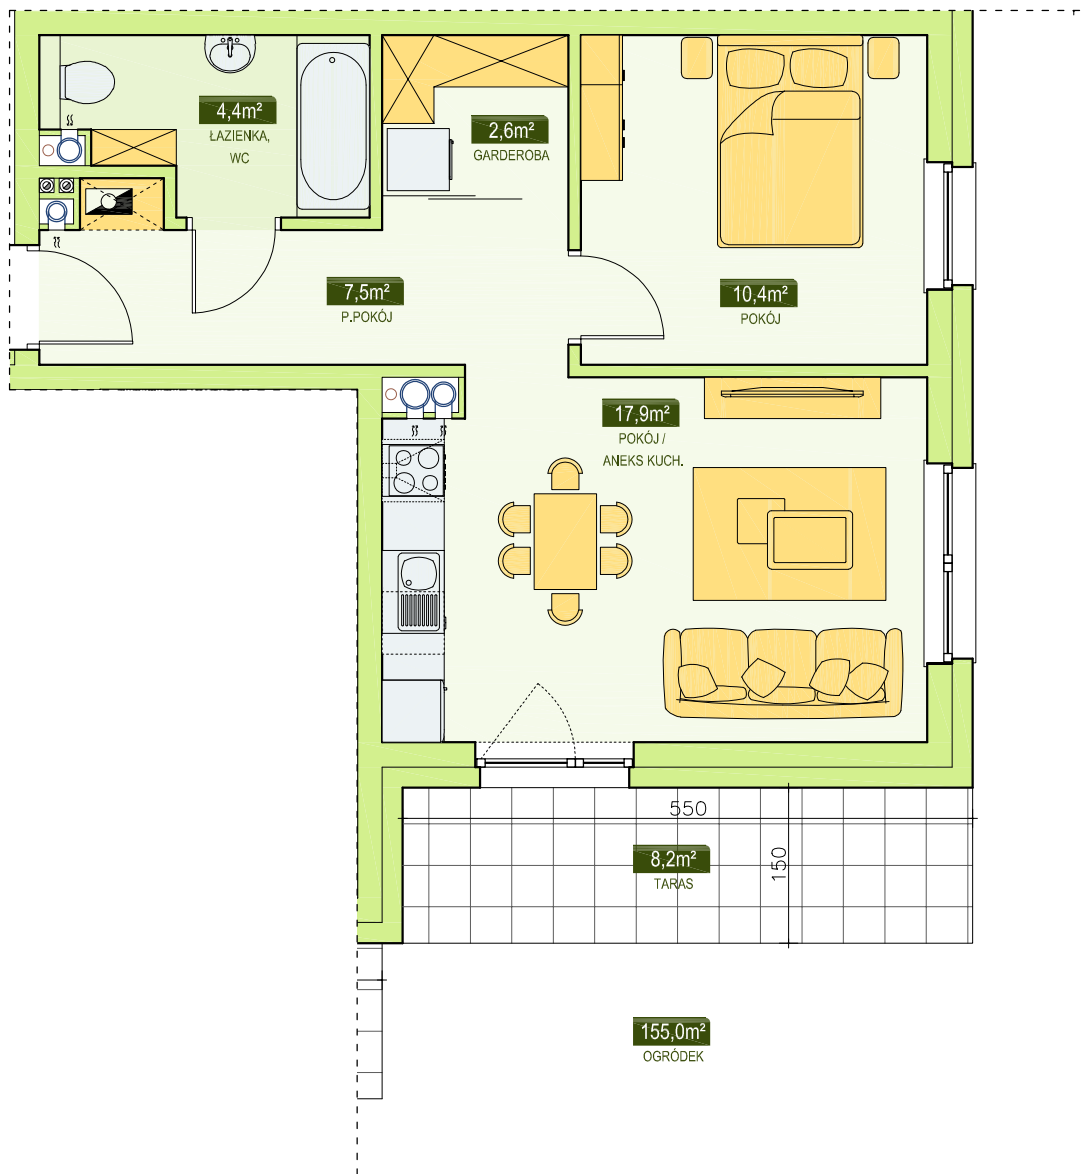 4,4m²
ŁAZIENKA,
WC
2,6m²
GARDEROBA
7,5m²
P.POKÓJ
10,4m²
POKÓJ
17,9m²
POKÓJ /
ANEKS KUCH.
550
8,2m²
TARAS
150
155,0m²
OGRÓDEK